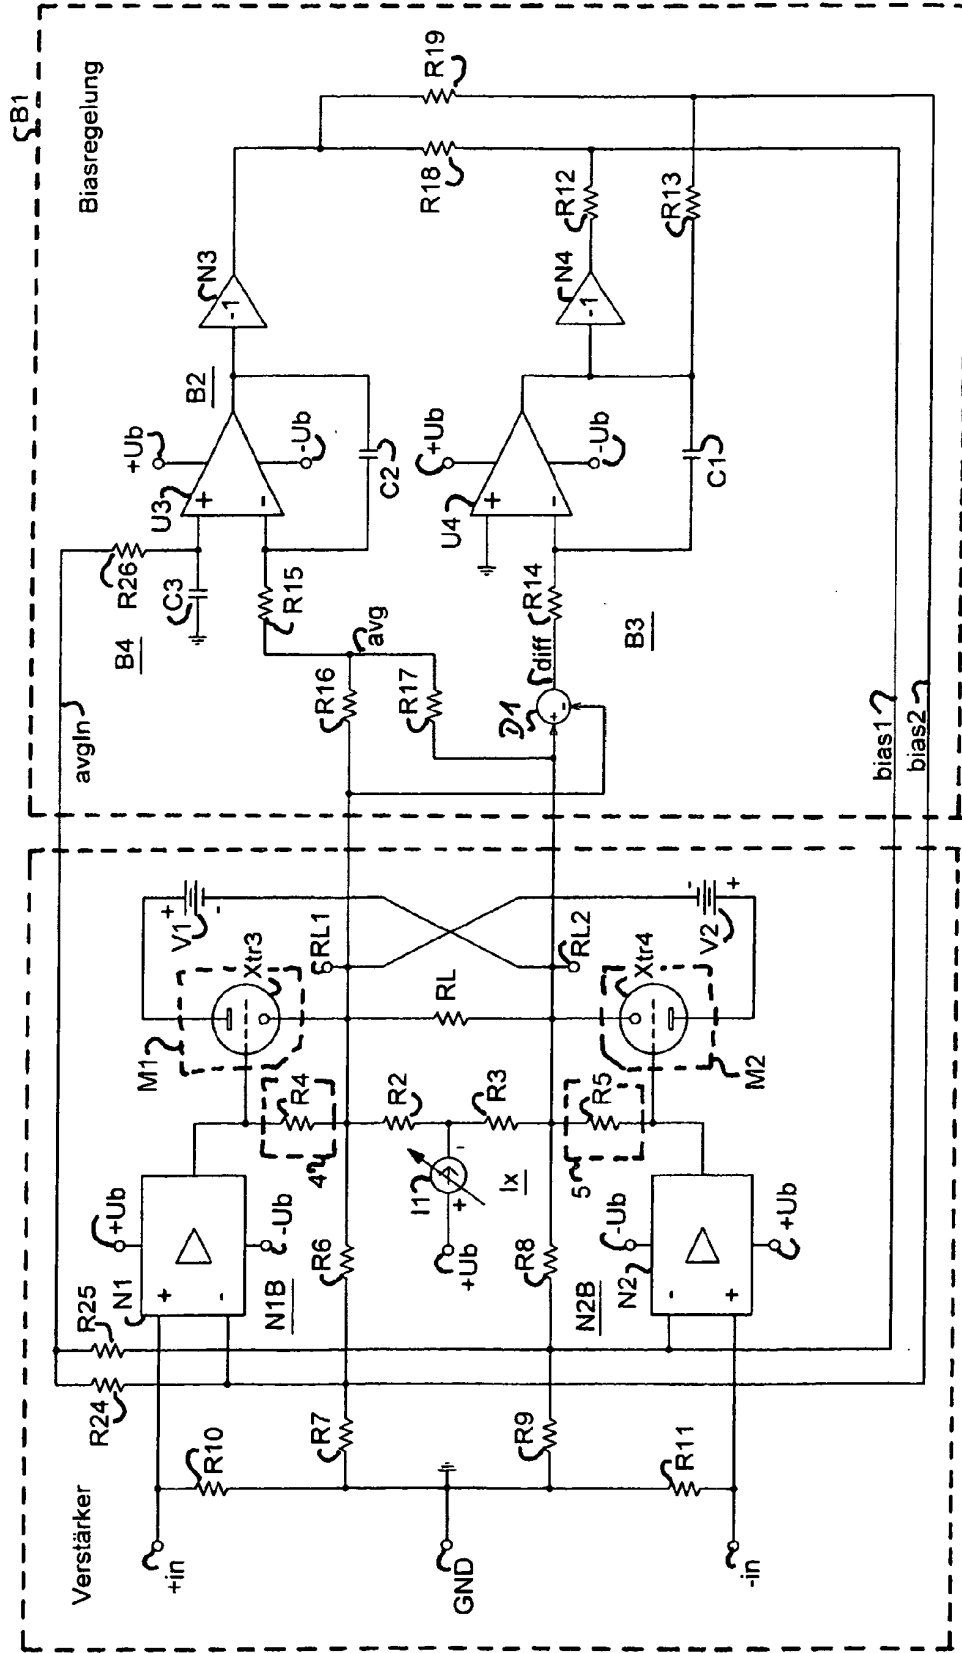 B1
Verstärker
Biasregelung
avgIn
R24
R25
R26
B4
C3
U3
+Ub
-Ub
B2
C2
N3
-1
R19
R18
R15
avg
R16
R17
+in
R10
N1
+
-
+Ub
-Ub
N1B
M1
Xtr3
V1
+
-
4
R4
RL1
R7
R6
R2
GND
I1
+
-
+Ub
Ix
R3
RL
R9
R8
RL2
D1
+
-
diff
R14
B3
U4
+
-
+Ub
-Ub
C1
N4
-1
R12
R13
R11
-in
N2B
N2
-
+
-Ub
+Ub
5
R5
Xtr4
M2
V2
-
+
bias1
bias2
+
-